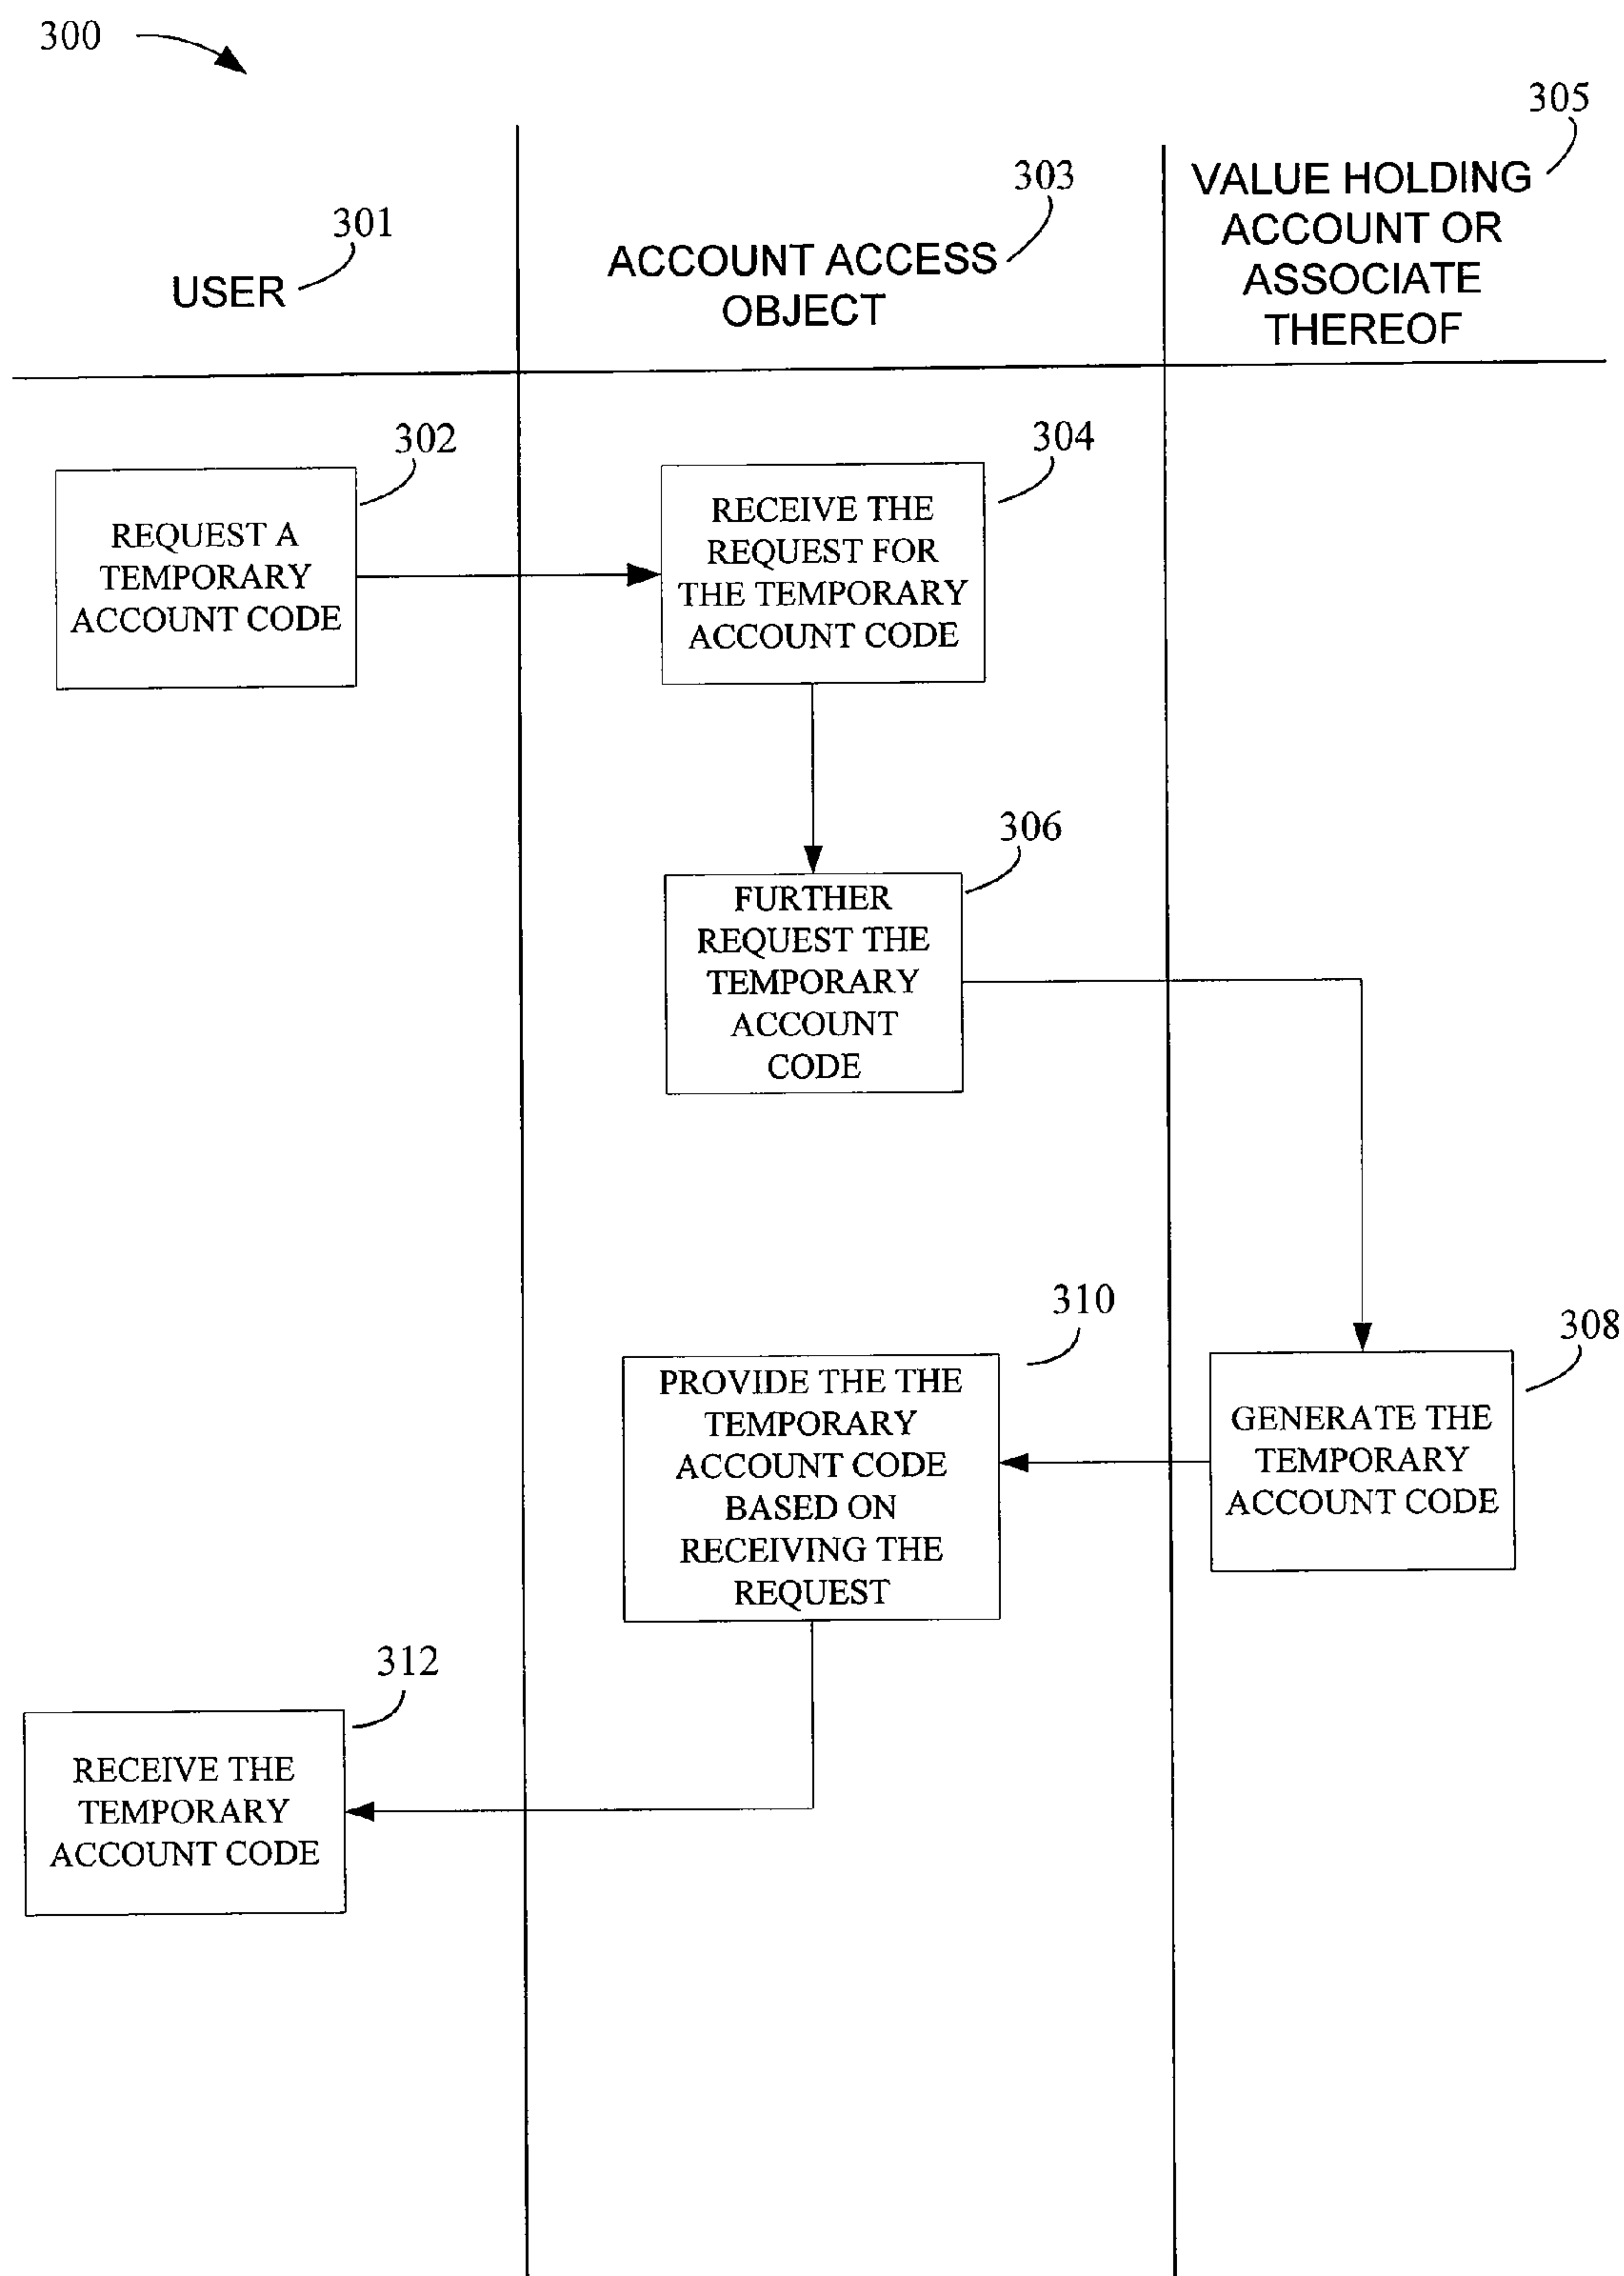 300
305
VALUE HOLDING
ACCOUNT OR
ASSOCIATE
THEREOF
303
ACCOUNT ACCESS
OBJECT
301
USER
302
REQUEST A
TEMPORARY
ACCOUNT CODE
304
RECEIVE THE
REQUEST FOR
THE TEMPORARY
ACCOUNT CODE
306
FURTHER
REQUEST THE
TEMPORARY
ACCOUNT
CODE
308
GENERATE THE
TEMPORARY
ACCOUNT CODE
310
PROVIDE THE THE
TEMPORARY
ACCOUNT CODE
BASED ON
RECEIVING THE
REQUEST
312
RECEIVE THE
TEMPORARY
ACCOUNT CODE